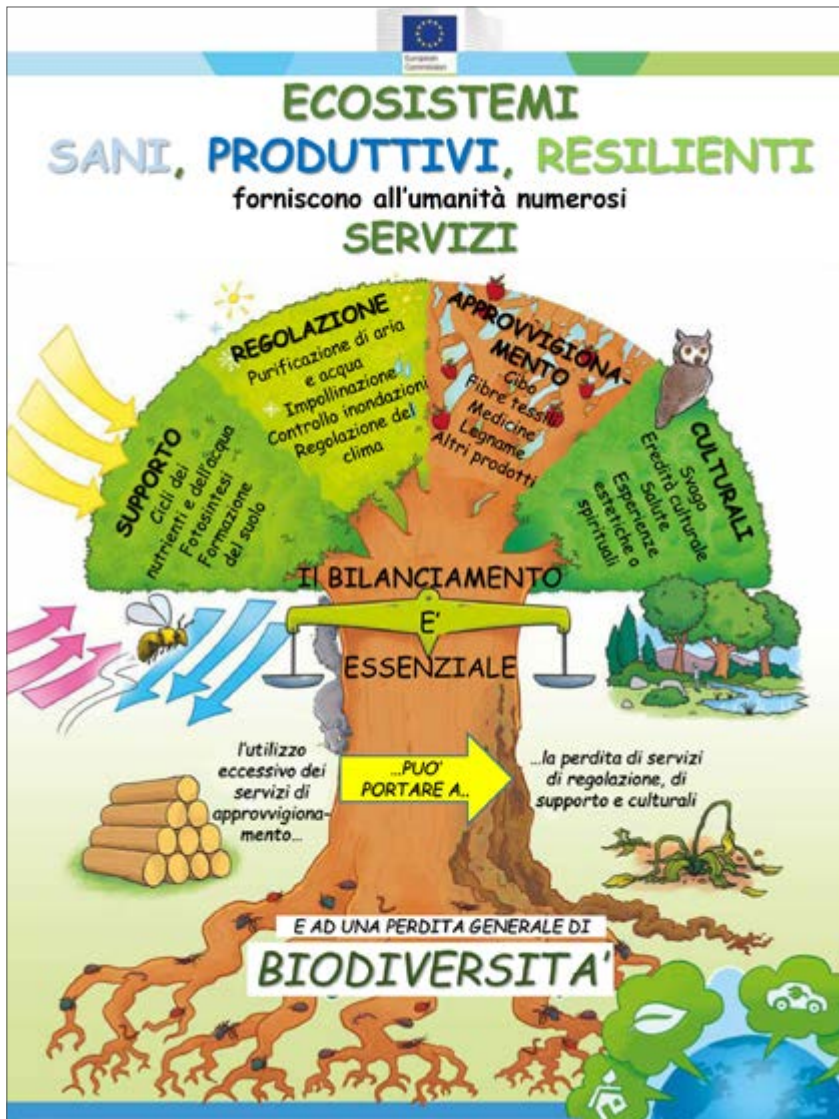 European
Commission
ECOSISTEMI
SANI, PRODUTTIVI, RESILIENTI
forniscono all'umanità numerosi
SERVIZI
SUPPORTO
Cicli dei
nutrienti e dell'acqua
Fotosintesi
Formazione
del suolo
REGOLAZIONE
Purificazione di aria
e acqua
Impollinazione
Controllo inondazioni
Regolazione del
clima
APPROVVIGIONA-
MENTO
Cibo
Fibre tessili
Medicine
Legname
Altri prodotti
CULTURALI
Svago
Eredità culturale
Salute
Esperienze
estetiche o
spirituali
Il BILANCIAMENTO
E'
ESSENZIALE
l'utilizzo
eccessivo dei
servizi di
approvvigiona-
mento...
...PUO'
PORTARE A..
...la perdita di servizi
di regolazione, di
supporto e culturali
E AD UNA PERDITA GENERALE DI
BIODIVERSITA'